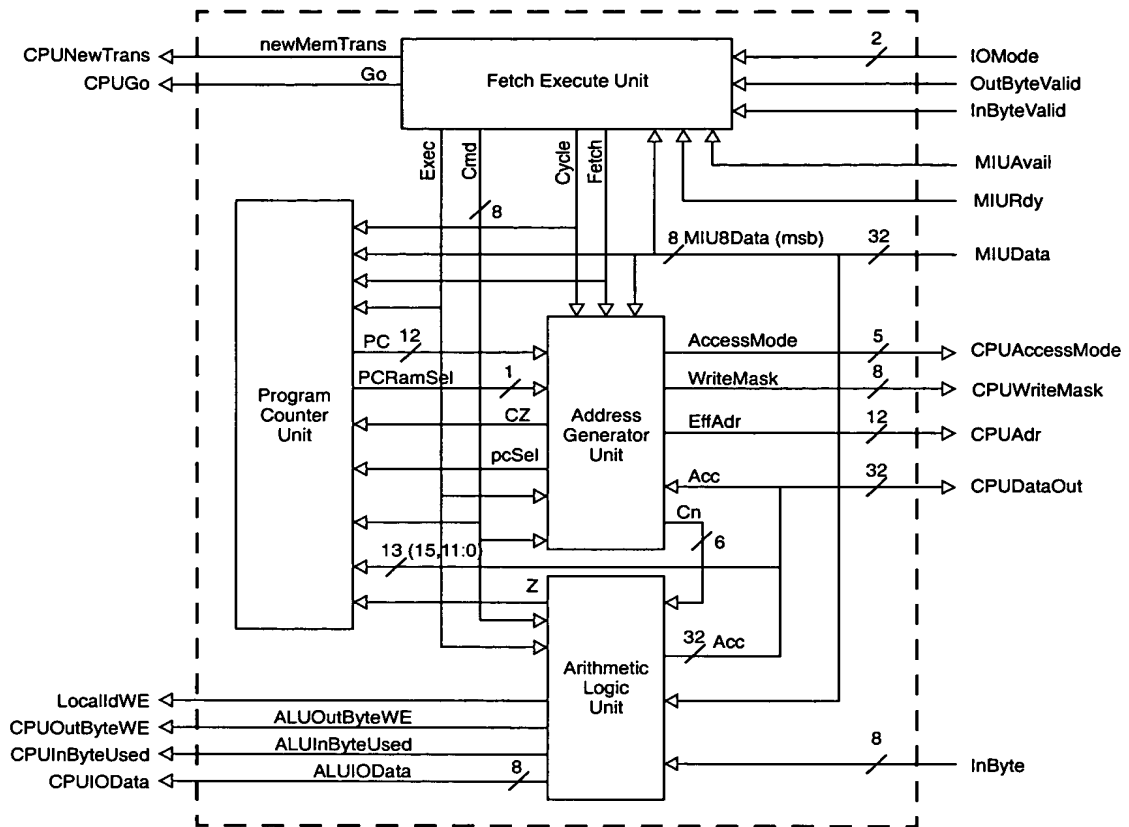 newMemTrans
2
CPUNewTrans
IOMode
Go
Fetch Execute Unit
CPUGo
OutByteValid
InByteValid
Exec
Cmd
Cycle
Fetch
MIUAvail
8
MIURdy
8 MIU8Data (msb)
32
MIUData
PC 12
AccessMode
5
CPUAccessMode
PCRamSel 1
WriteMask
8
CPUWriteMask
Program
Counter
Unit
CZ
Address
Generator
Unit
EffAdr
12
CPUAdr
pcSel
Acc
32
CPUDataOut
Cn
6
13 (15,11:0)
Z
32 Acc
Arithmetic
Logic
Unit
LocalIdWE
ALUOutByteWE
CPUOutByteWE
ALUInByteUsed
CPUInByteUsed
8
InByte
ALUIOData 8
CPUIOData